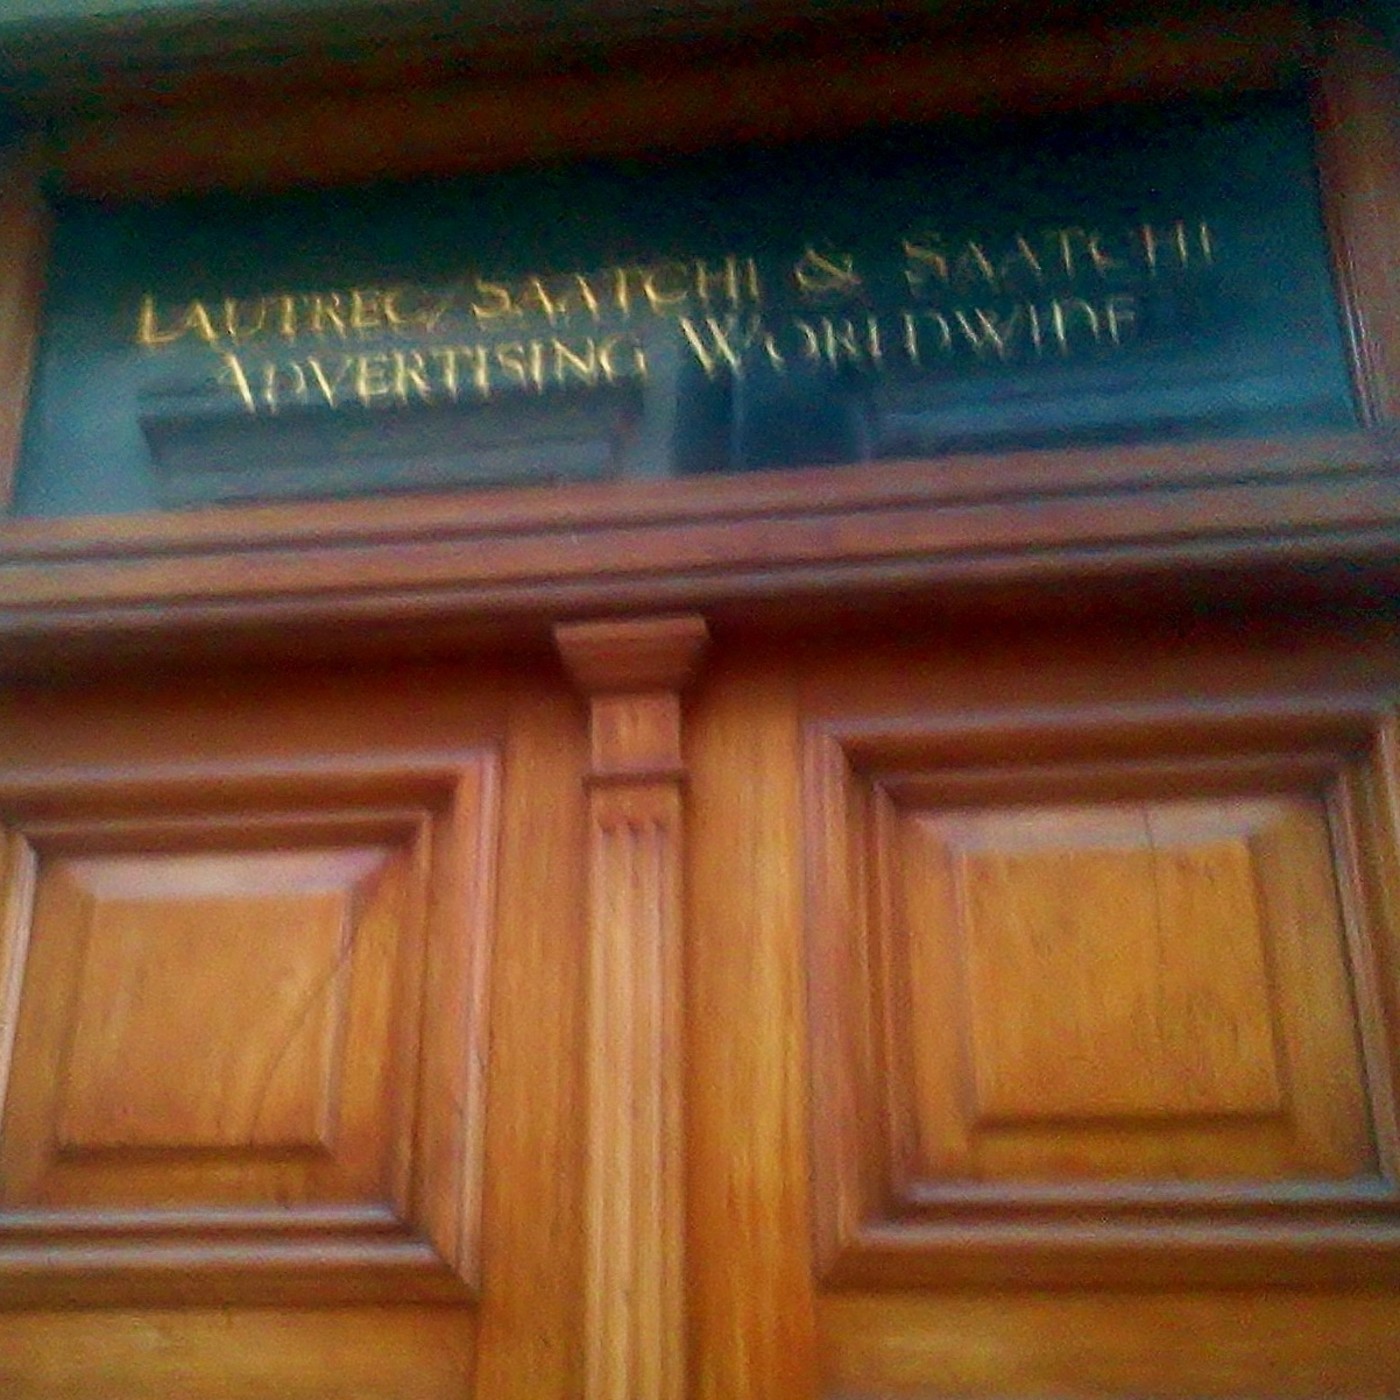 LAUTREC/SAATCHI & SAATCHI
ADVERTISING WORLDWIDE